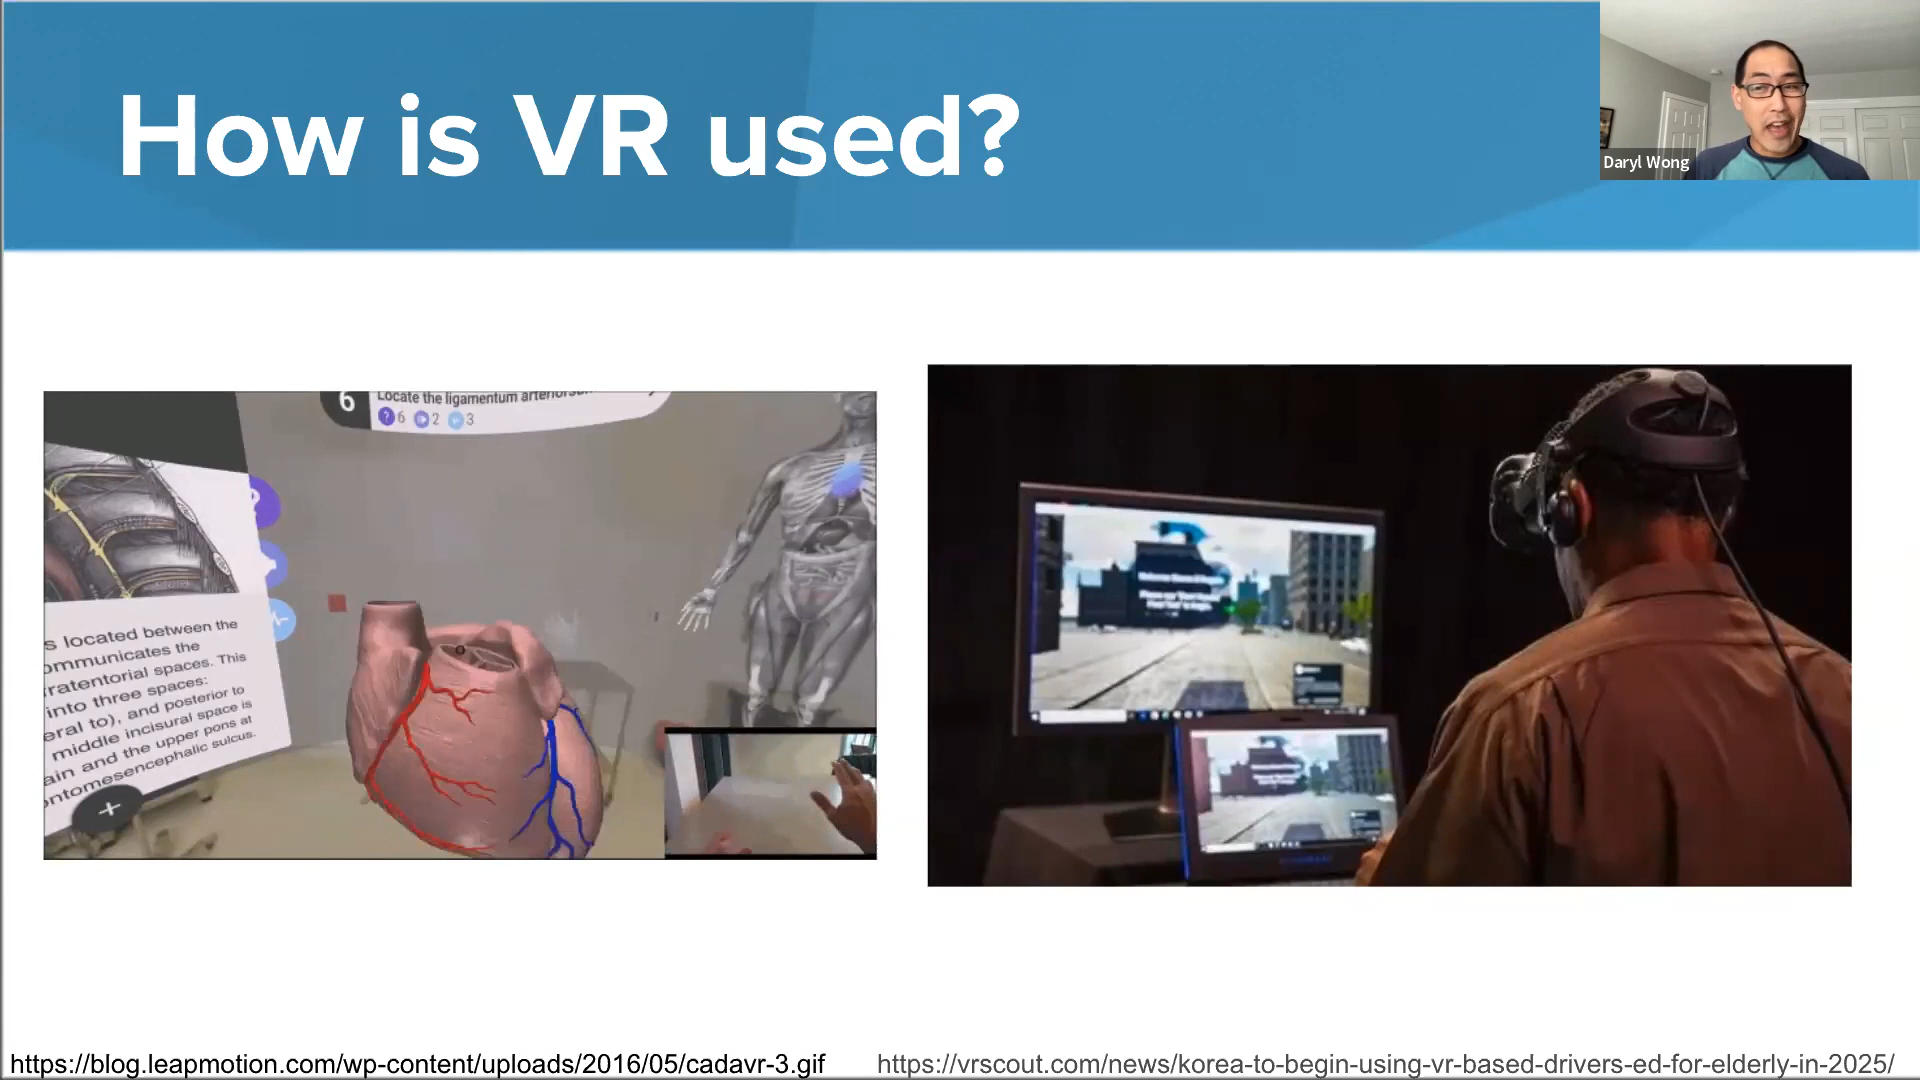 How is VR used?
Daryl Wong
6
Locate the ligamentum arteriosum
6 2 3
s located between the
ommunicates the
ratentorial spaces. This
into three spaces:
eral to), and posterior to
middle incisural space is
ain and the upper pons at
ontomesencephalic sulcus.
https://blog.leapmotion.com/wp-content/uploads/2016/05/cadavr-3.gif
https://vrscout.com/news/korea-to-begin-using-vr-based-drivers-ed-for-elderly-in-2025/